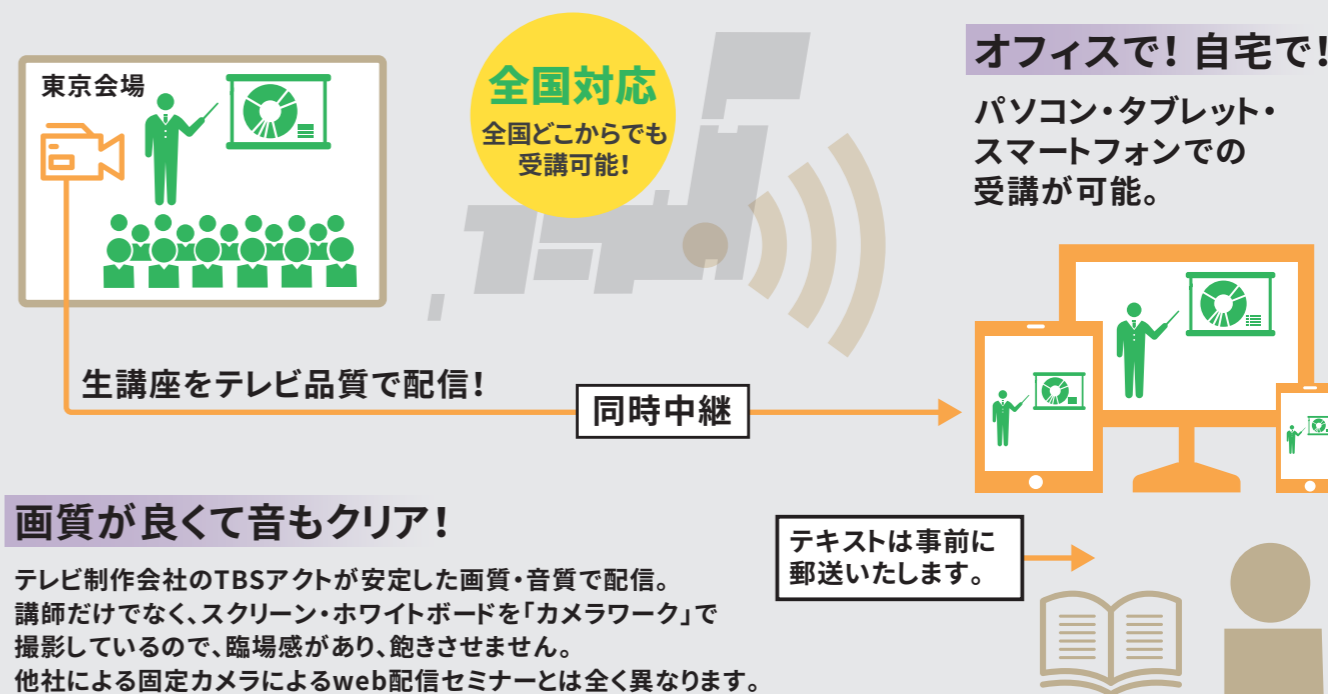 東京会場
全国対応
全国どこからでも
受講可能！
オフィスで！ 自宅で！
パソコン・タブレット・
スマートフォンでの
受講が可能。
生講座をテレビ品質で配信！
同時中継
画質が良くて音もクリア！
テレビ制作会社のTBSアクトが安定した画質・音質で配信。
講師だけでなく、スクリーン・ホワイトボードを「カメラワーク」で
撮影しているので、臨場感があり、飽きさせません。
他社による固定カメラによるweb配信セミナーとは全く異なります。
テキストは事前に
郵送いたします。